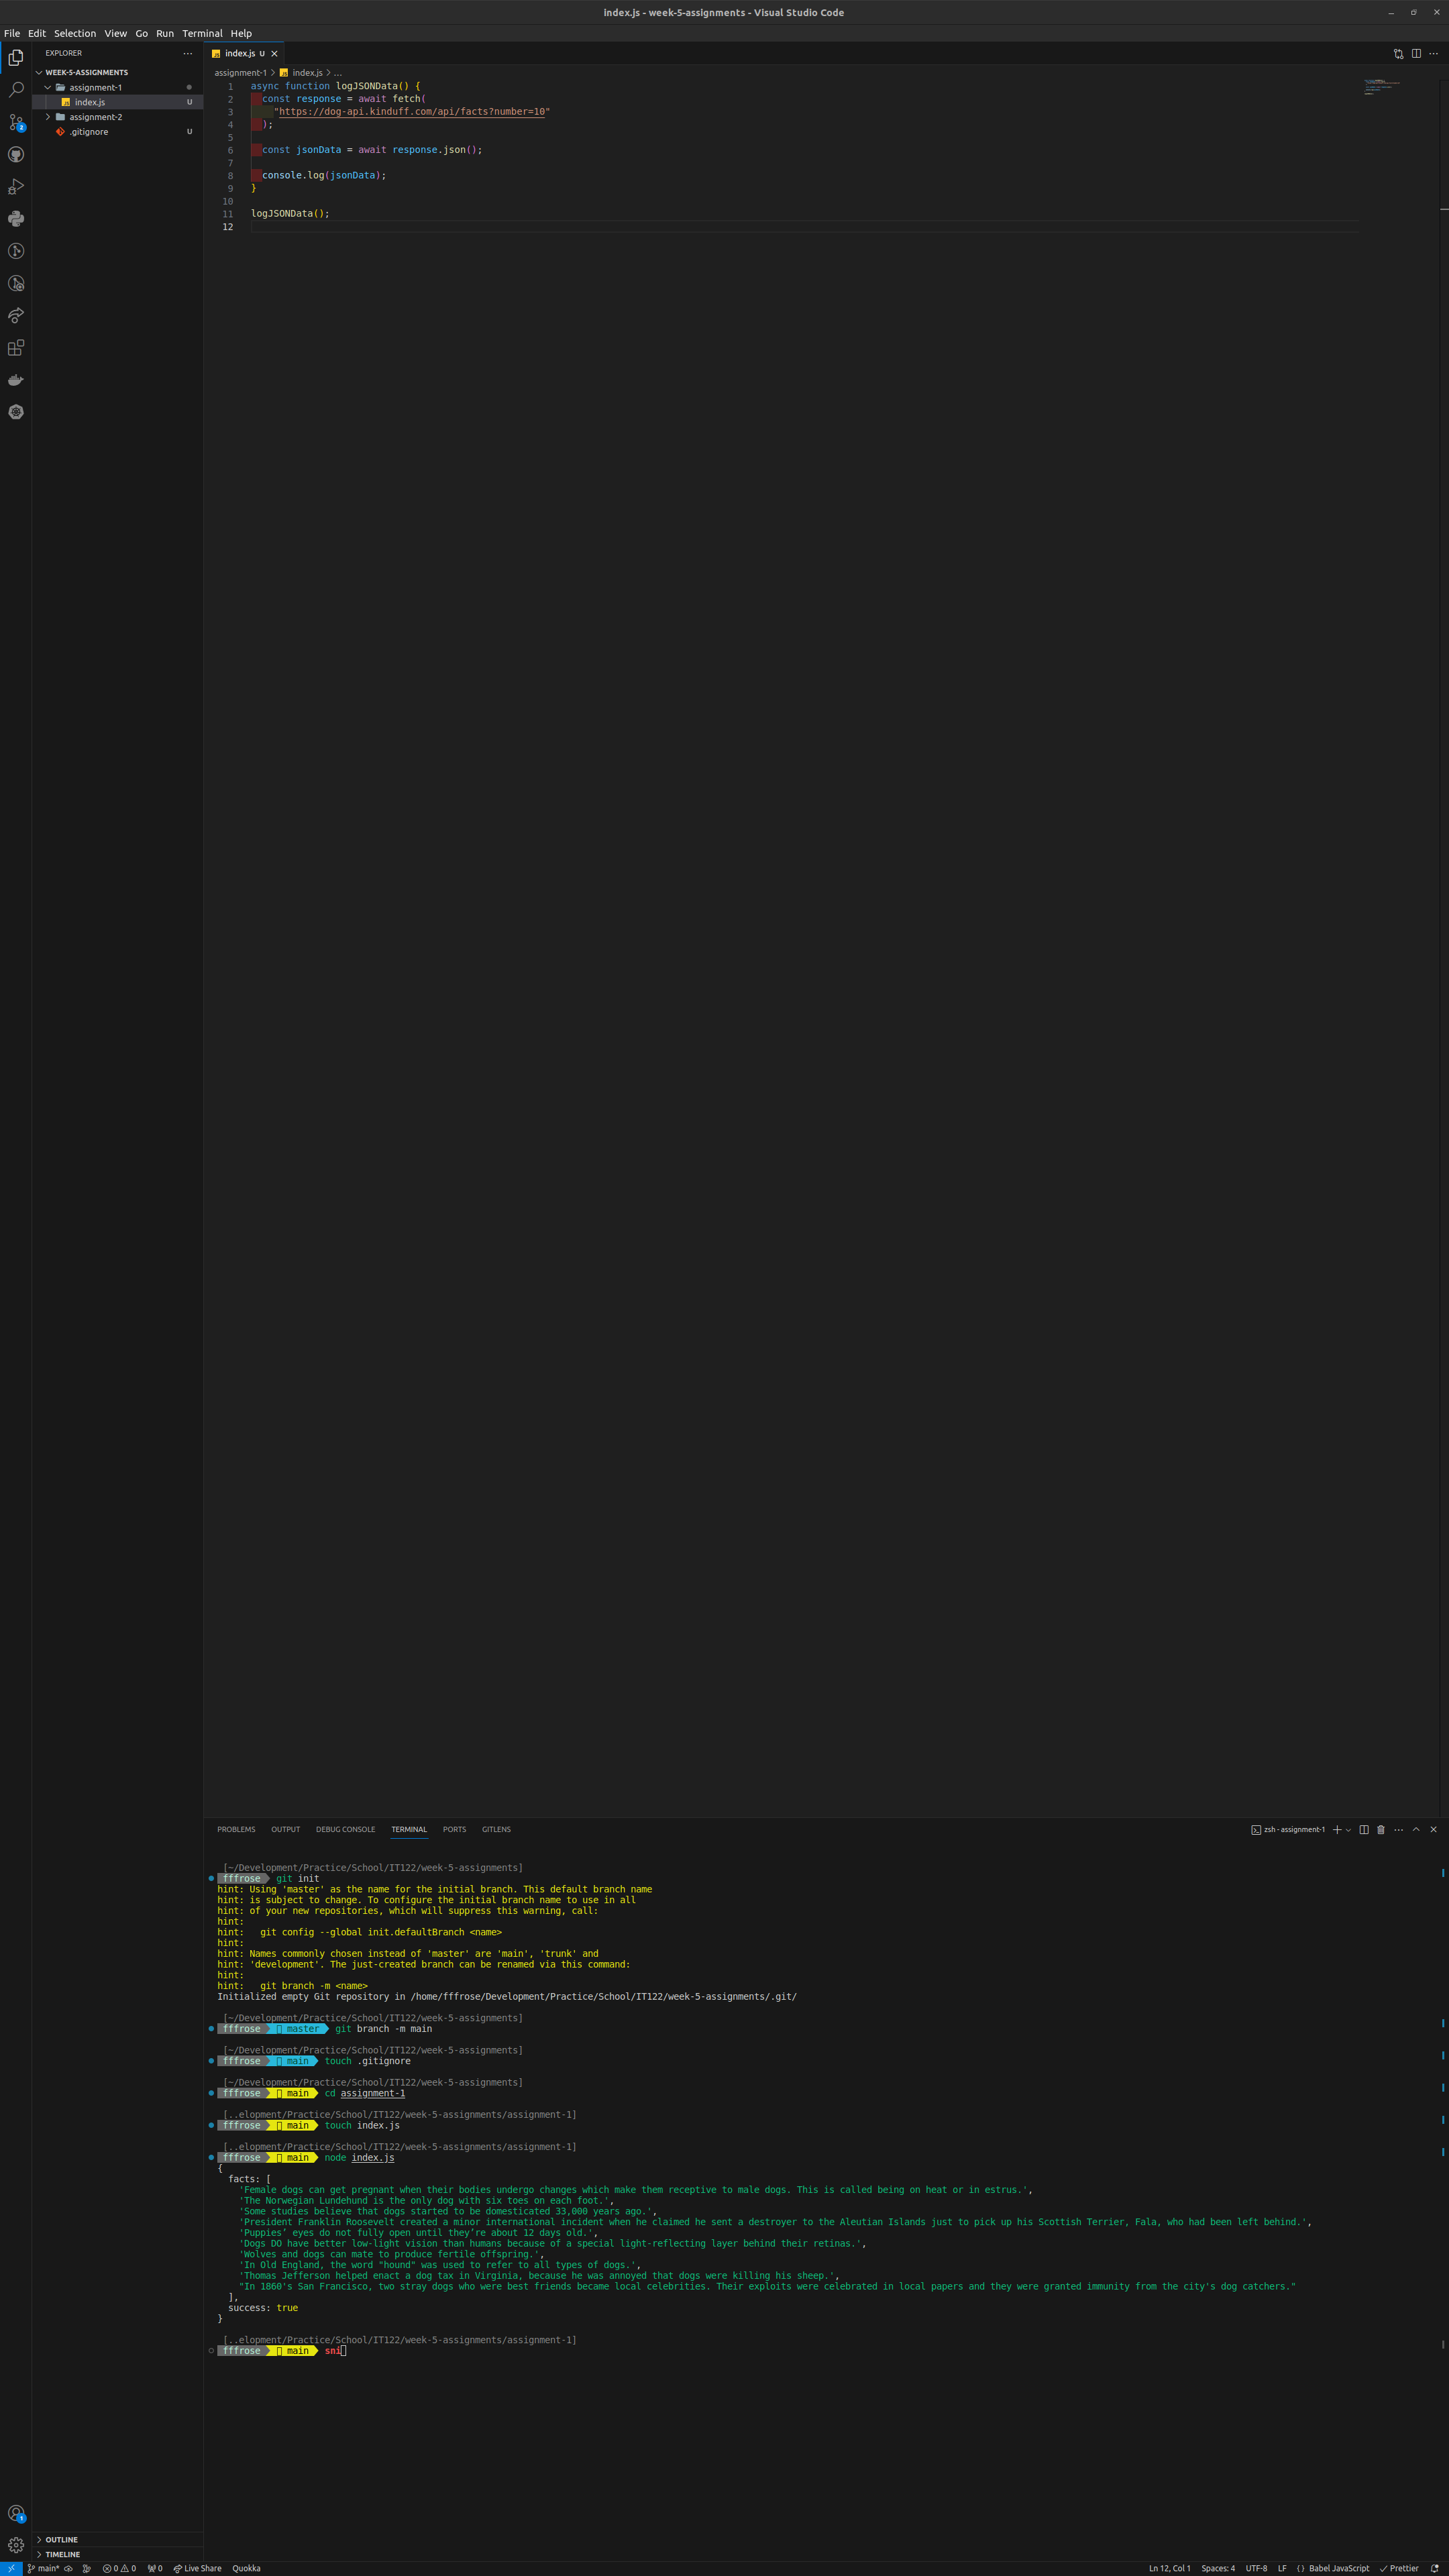 index.js - week-5-assignments - Visual Studio Code
File Edit Selection View Go Run Terminal Help
EXPLORER
WEEK-5-ASSIGNMENTS
assignment-1
index.js U
assignment-2
.gitignore U
index.js U
assignment-1 > index.js > ...
1 async function logJSONData() {
2 const response = await fetch(
3 "https://dog-api.kinduff.com/api/facts?number=10"
4 );
5
6 const jsonData = await response.json();
7
8 console.log(jsonData);
9 }
10
11 logJSONData();
12
PROBLEMS OUTPUT DEBUG CONSOLE TERMINAL PORTS GITLENS
zsh - assignment-1
[~/Development/Practice/School/IT122/week-5-assignments]
fffrose git init
hint: Using 'master' as the name for the initial branch. This default branch name
hint: is subject to change. To configure the initial branch name to use in all
hint: of your new repositories, which will suppress this warning, call:
hint:
hint: git config --global init.defaultBranch <name>
hint:
hint: Names commonly chosen instead of 'master' are 'main', 'trunk' and
hint: 'development'. The just-created branch can be renamed via this command:
hint:
hint: git branch -m <name>
Initialized empty Git repository in /home/fffrose/Development/Practice/School/IT122/week-5-assignments/.git/
[~/Development/Practice/School/IT122/week-5-assignments]
fffrose master git branch -m main
[~/Development/Practice/School/IT122/week-5-assignments]
fffrose main touch .gitignore
[~/Development/Practice/School/IT122/week-5-assignments]
fffrose main cd assignment-1
[..elopment/Practice/School/IT122/week-5-assignments/assignment-1]
fffrose main touch index.js
[..elopment/Practice/School/IT122/week-5-assignments/assignment-1]
fffrose main node index.js
{
facts: [
'Female dogs can get pregnant when their bodies undergo changes which make them receptive to male dogs. This is called being on heat or in estrus.',
'The Norwegian Lundehund is the only dog with six toes on each foot.',
'Some studies believe that dogs started to be domesticated 33,000 years ago.',
'President Franklin Roosevelt created a minor international incident when he claimed he sent a destroyer to the Aleutian Islands just to pick up his Scottish Terrier, Fala, who had been left behind.',
'Puppies’ eyes do not fully open until they’re about 12 days old.',
'Dogs DO have better low-light vision than humans because of a special light-reflecting layer behind their retinas.',
'Wolves and dogs can mate to produce fertile offspring.',
'In Old England, the word "hound" was used to refer to all types of dogs.',
'Thomas Jefferson helped enact a dog tax in Virginia, because he was annoyed that dogs were killing his sheep.',
"In 1860's San Francisco, two stray dogs who were best friends became local celebrities. Their exploits were celebrated in local papers and they were granted immunity from the city's dog catchers."
],
success: true
}
[..elopment/Practice/School/IT122/week-5-assignments/assignment-1]
fffrose main sni
OUTLINE
TIMELINE
main* 0 0 0 Live Share Quokka Ln 12, Col 1 Spaces: 4 UTF-8 LF {} Babel JavaScript Prettier